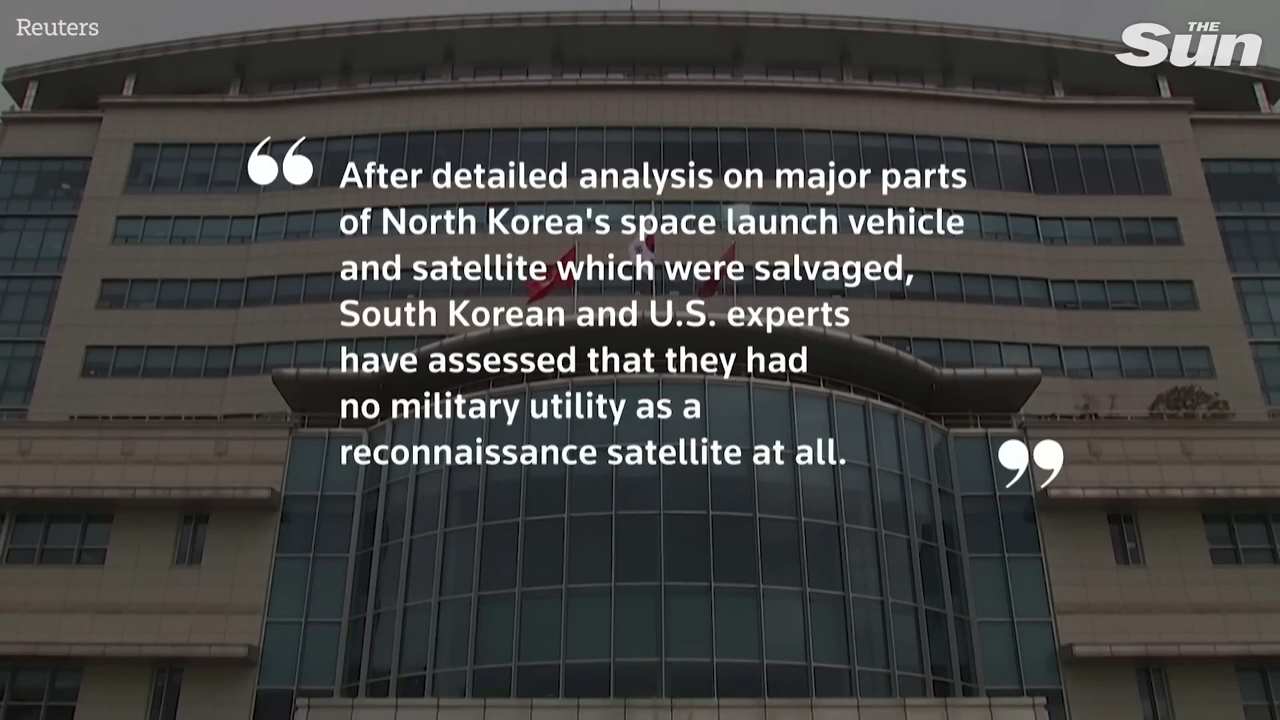 Reuters
THE
Sun
“ After detailed analysis on major parts
of North Korea's space launch vehicle
and satellite which were salvaged,
South Korean and U.S. experts
have assessed that they had
no military utility as a
reconnaissance satellite at all. ”